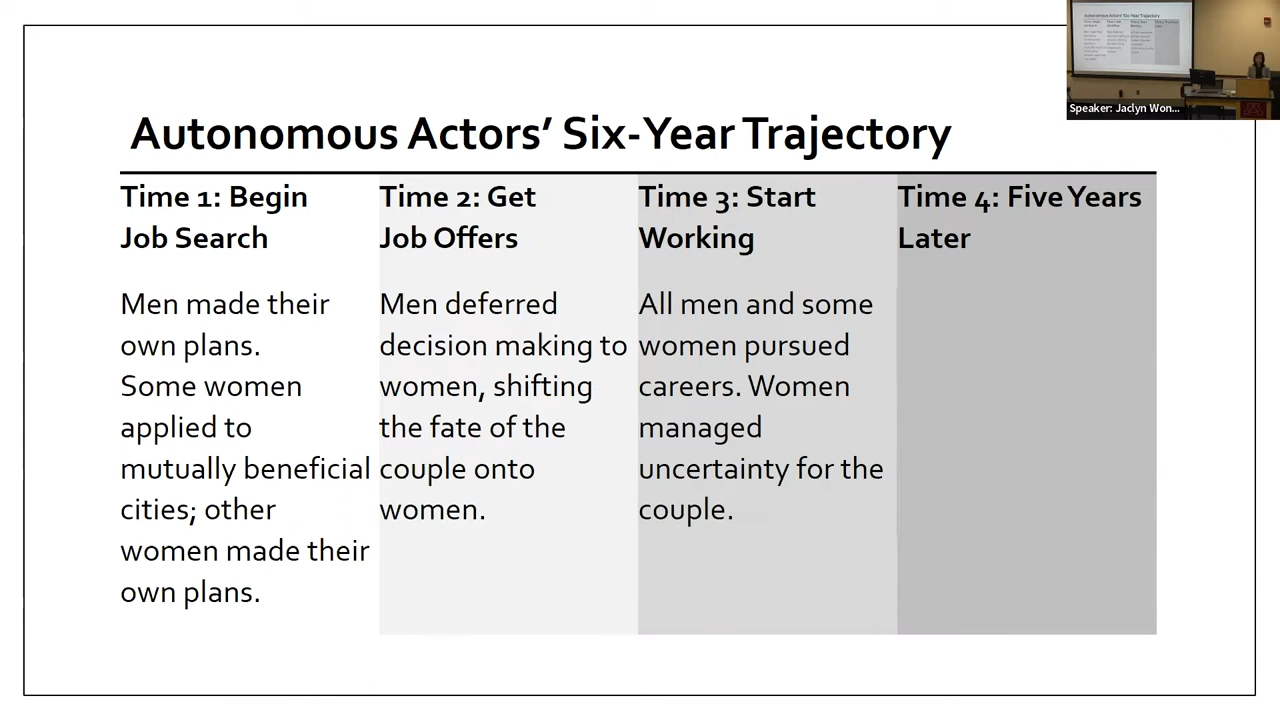 Speaker: Jaclyn Won...
Autonomous Actors' Six-Year Trajectory
Time 1: Begin
Job Search
Men made their
own plans.
Some women
applied to
mutually beneficial
cities; other
women made their
own plans.
Time 2: Get
Job Offers
Men deferred
decision making to
women, shifting
the fate of the
couple onto
women.
Time 3: Start
Working
All men and some
women pursued
careers. Women
managed
uncertainty for the
couple.
Time 4: Five Years
Later